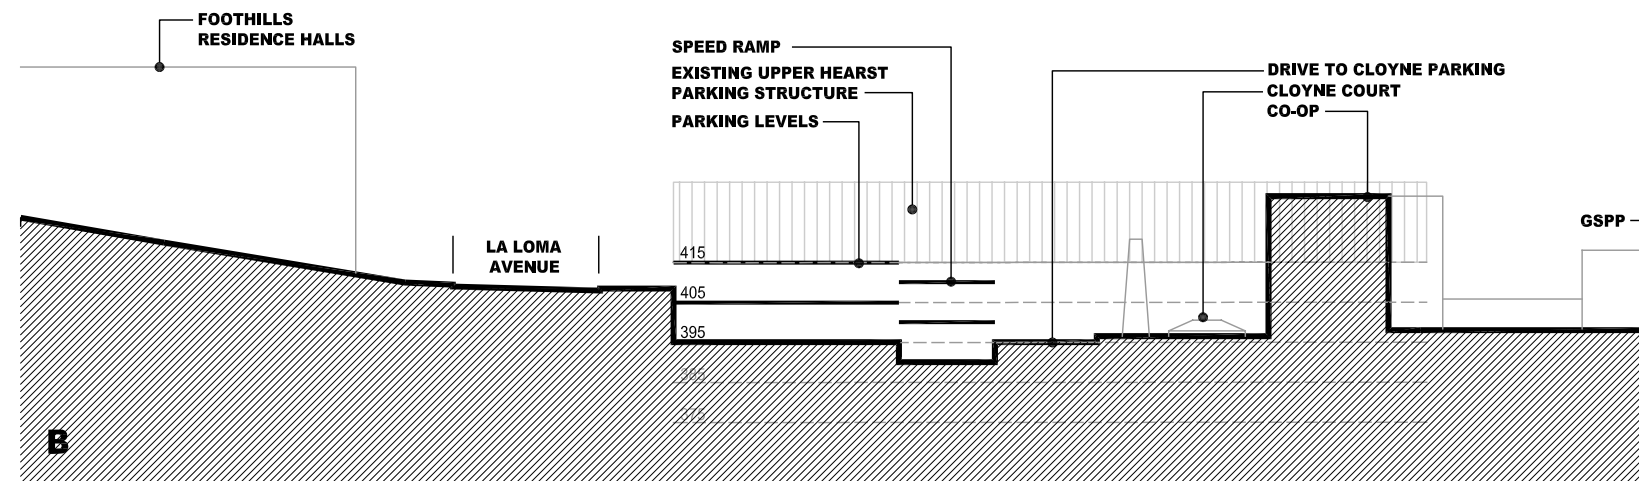 FOOTHILLS
RESIDENCE HALLS
SPEED RAMP
EXISTING UPPER HEARST
PARKING STRUCTURE
PARKING LEVELS
DRIVE TO CLOYNE PARKING
CLOYNE COURT
CO-OP
GSPP
LA LOMA
AVENUE
415
405
395
385
375
B